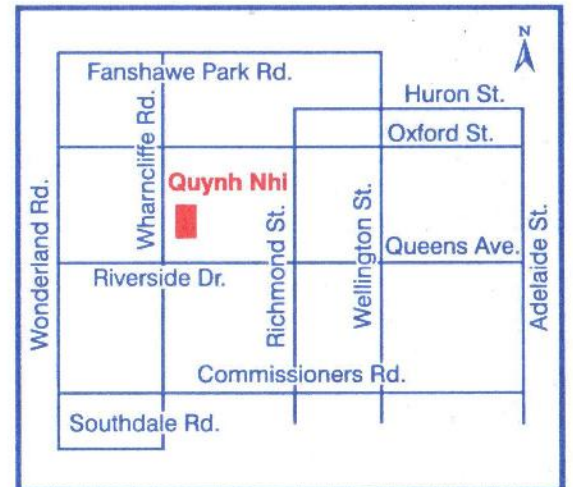 N
Fanshawe Park Rd.
Huron St.
Oxford St.
Wharncliffe Rd.
Quynh Nhi
Wonderland Rd.
Richmond St.
Wellington St.
Queens Ave.
Adelaide St.
Riverside Dr.
Commissioners Rd.
Southdale Rd.